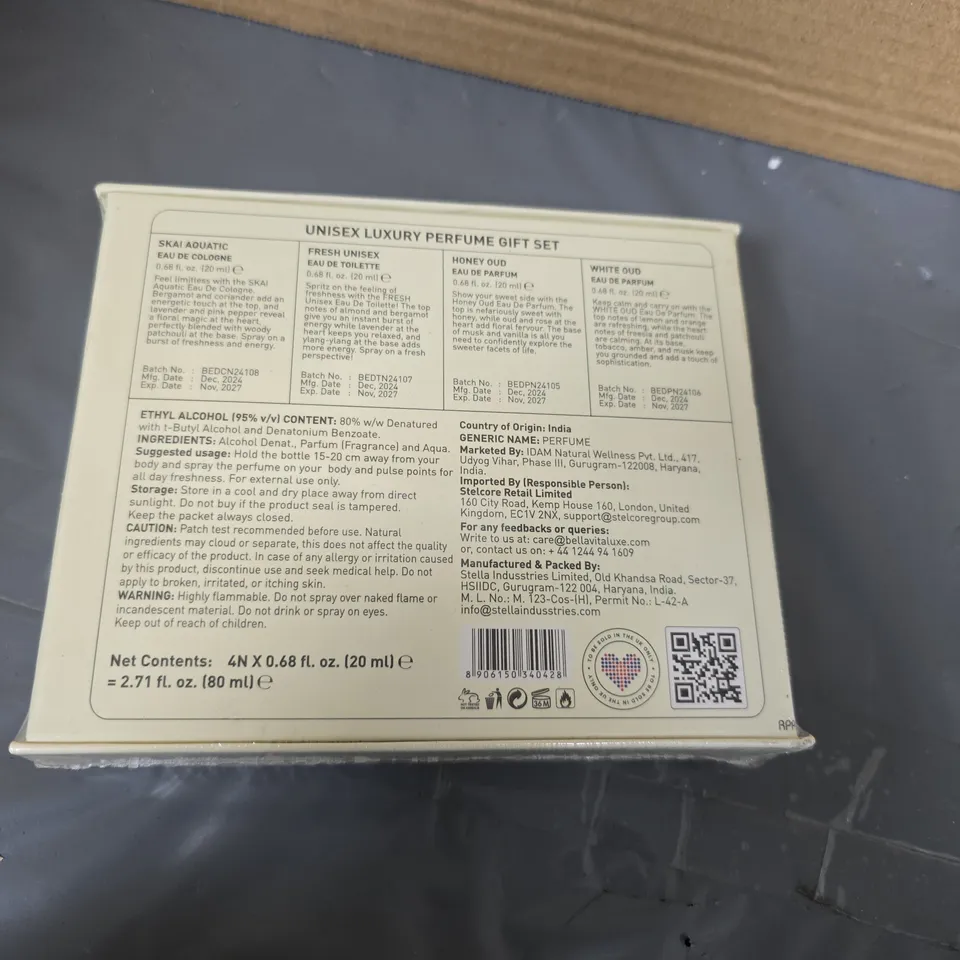 UNISEX LUXURY PERFUME GIFT SET
SKAI AQUATIC
EAU DE COLOGNE
0.68 fl. oz. (20 ml) ℮
Feel limitless with the SKAI
Aquatic Eau De Cologne.
Bergamot and coriander add an
energetic touch at the top, and
lavender and pink pepper reveal
a floral magic at the heart,
perfectly blended with woody
patchouli at the base. Spray on a
burst of freshness and energy.
Batch No. : BEDCN24108
Mfg. Date : Dec, 2024
Exp. Date : Nov, 2027
FRESH UNISEX
EAU DE TOILETTE
0.68 fl. oz. (20 ml) ℮
Spritz on the feeling of
freshness with the FRESH
Unisex Eau De Toilette! The top
notes of almond and bergamot
give you an instant burst of
energy while lavender at the
heart keeps you relaxed, and
ylang-ylang at the base adds
more energy. Spray on a fresh
perspective!
Batch No. : BEDTN24107
Mfg. Date : Dec, 2024
Exp. Date : Nov, 2027
HONEY OUD
EAU DE PARFUM
0.68 fl. oz. (20 ml) ℮
Show your sweet side with the
Honey Oud Eau De Parfum. The
top is nefariously sweet with
honey, while oud and rose at the
heart add floral fervour. The base
of musk and vanilla is all you
need to confidently explore the
sweeter facets of life.
Batch No. : BEDPN24105
Mfg. Date : Dec, 2024
Exp. Date : Nov, 2027
WHITE OUD
EAU DE PARFUM
0.68 fl. oz. (20 ml) ℮
Keep calm and carry on with the
WHITE OUD Eau De Parfum. The
top notes of lemon and orange
are refreshing, while the heart
notes of freesia and patchouli
are calming. At its base,
tobacco, amber, and musk keep
you grounded and add a touch of
sophistication.
Batch No. : BEDPN24106
Mfg. Date : Dec, 2024
Exp. Date : Nov, 2027
ETHYL ALCOHOL (95% v/v) CONTENT: 80% w/w Denatured
with t-Butyl Alcohol and Denatonium Benzoate.
INGREDIENTS: Alcohol Denat., Parfum (Fragrance) and Aqua.
Suggested usage: Hold the bottle 15-20 cm away from your
body and spray the perfume on your body and pulse points for
all day freshness. For external use only.
Storage: Store in a cool and dry place away from direct
sunlight. Do not buy if the product seal is tampered.
Keep the packet always closed.
CAUTION: Patch test recommended before use. Natural
ingredients may cloud or separate, this does not affect the quality
or efficacy of the product. In case of any allergy or irritation caused
by this product, discontinue use and seek medical help. Do not
apply to broken, irritated, or itching skin.
WARNING: Highly flammable. Do not spray over naked flame or
incandescent material. Do not drink or spray on eyes.
Keep out of reach of children.
Net Contents: 4N X 0.68 fl. oz. (20 ml) ℮
= 2.71 fl. oz. (80 ml) ℮
Country of Origin: India
GENERIC NAME: PERFUME
Marketed By: IDAM Natural Wellness Pvt. Ltd., 417,
Udyog Vihar, Phase III, Gurugram-122008, Haryana,
India.
Imported By (Responsible Person):
Stelcore Retail Limited
160 City Road, Kemp House 160, London, United
Kingdom, EC1V 2NX, support@stelcoregroup.com
For any feedbacks or queries:
Write to us at: care@bellavitaluxe.com
or, contact us on: + 44 1244 94 1609
Manufactured & Packed By:
Stella Indusstries Limited, Old Khandsa Road, Sector-37,
HSIIDC, Gurugram-122 004, Haryana, India.
M. L. No.: M. 123-Cos-(H), Permit No.: L-42-A
info@stellaindusstries.com
8 906150 340428
36 M
TO BE SOLD IN THE UK ONLY • TO BE SOLD IN THE UK ONLY •